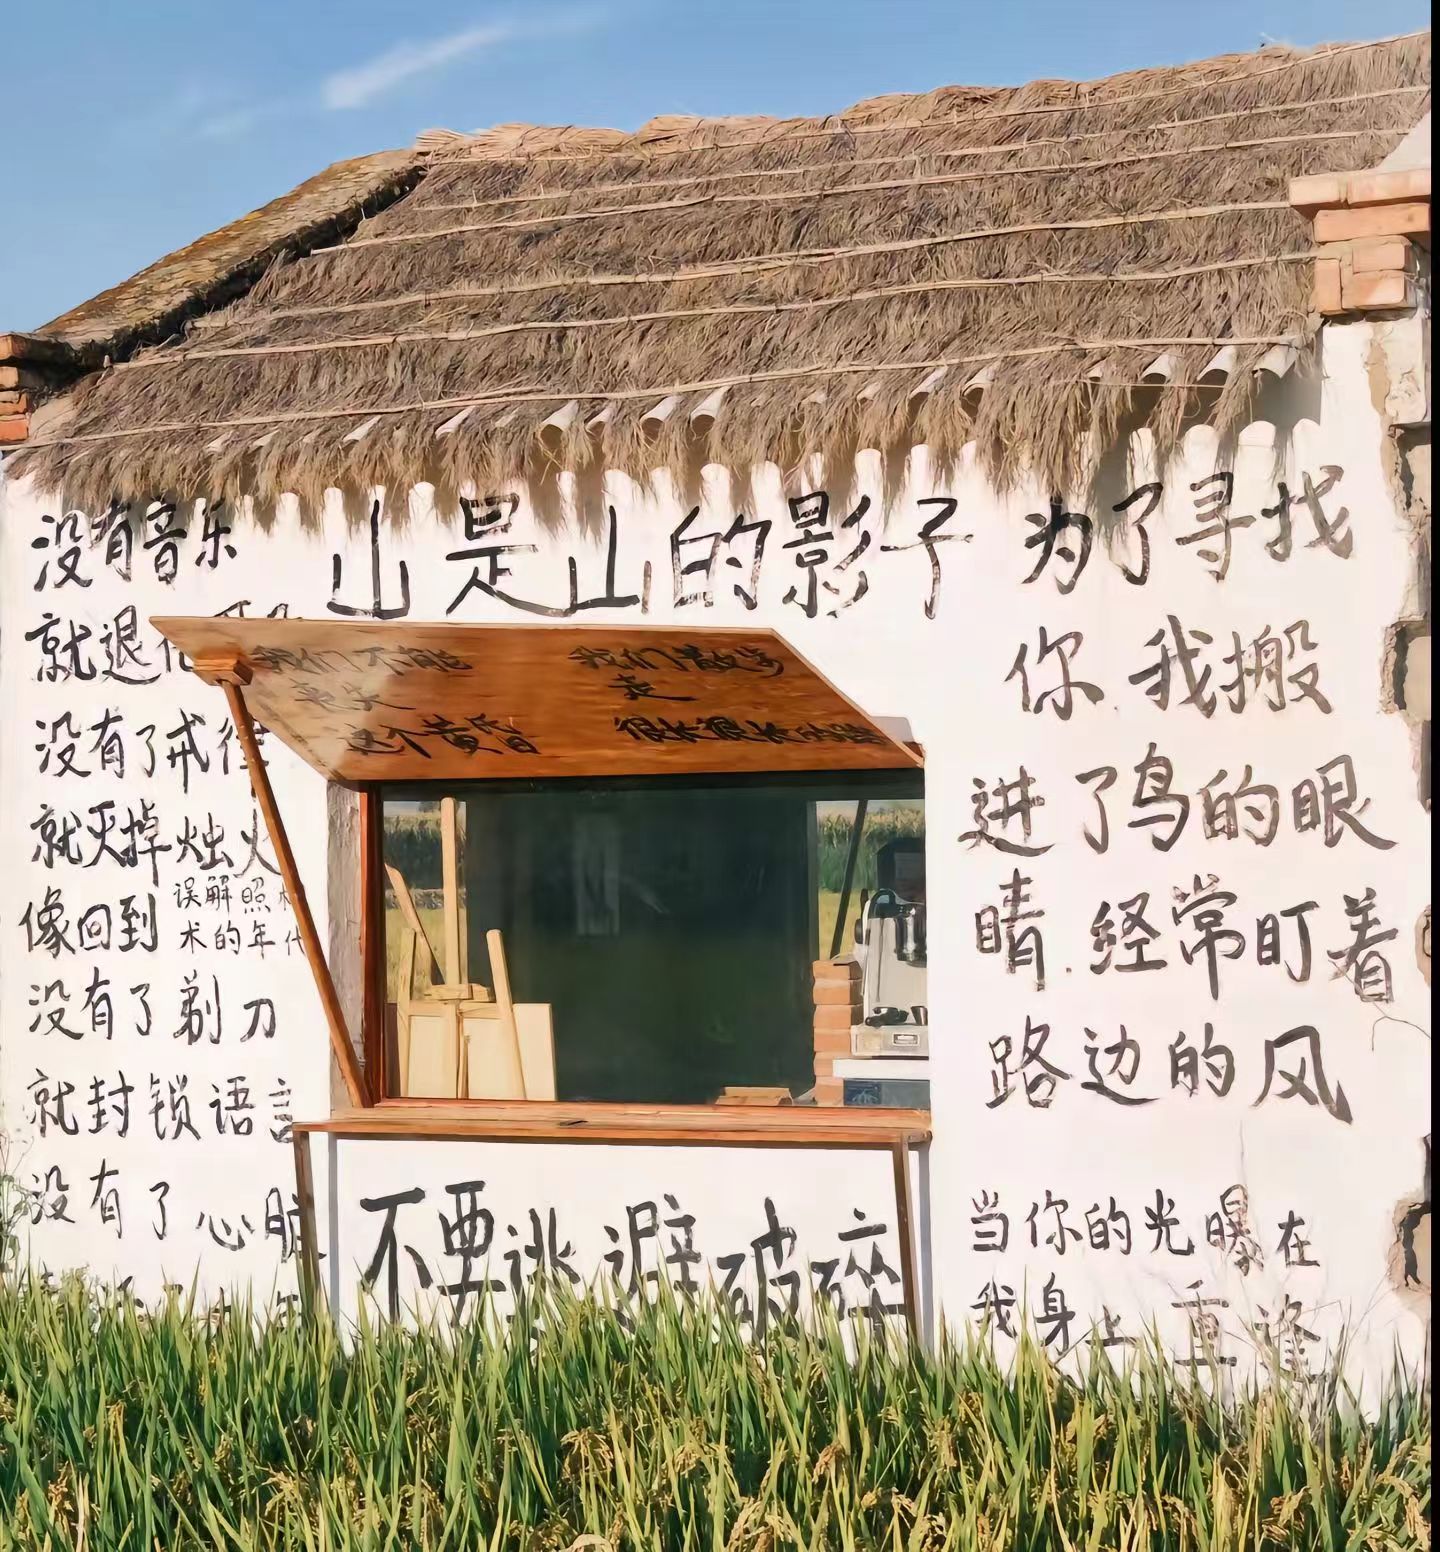 没有音乐
就退化
没有了戒律
就灭掉烛火
像回到
误解照相
术的年代
没有了剃刀
就封锁语言
没有了心脏
山是山的影子
我们不能
丢失
这个黄昏
我们散步
走
很长很长的路
不要逃避破碎
为了寻找
你.我搬
进了鸟的眼
睛.经常盯着
路边的风
当你的光曝在
我身上重逢